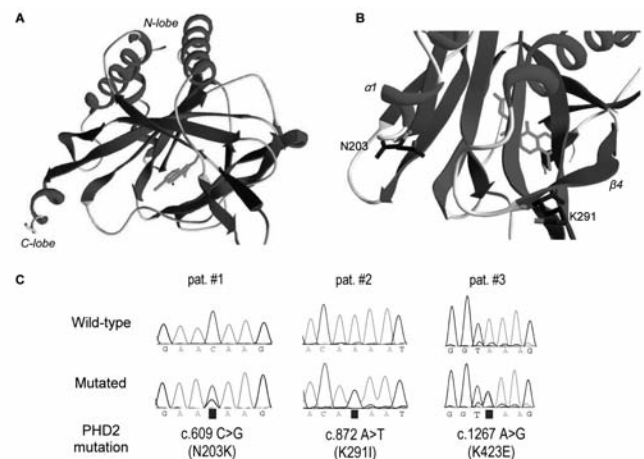 A
N-lobe
C-lobe
B
α1
N203
β4
K291
C
pat. #1
pat. #2
pat. #3
Wild-type
G A A C A A G
A C A A A A T
G G T A A A G
Mutated
G A A A A G
A C A A A T
G G T A A G
PHD2
mutation
c.609 C>G
(N203K)
c.872 A>T
(K291I)
c.1267 A>G
(K423E)